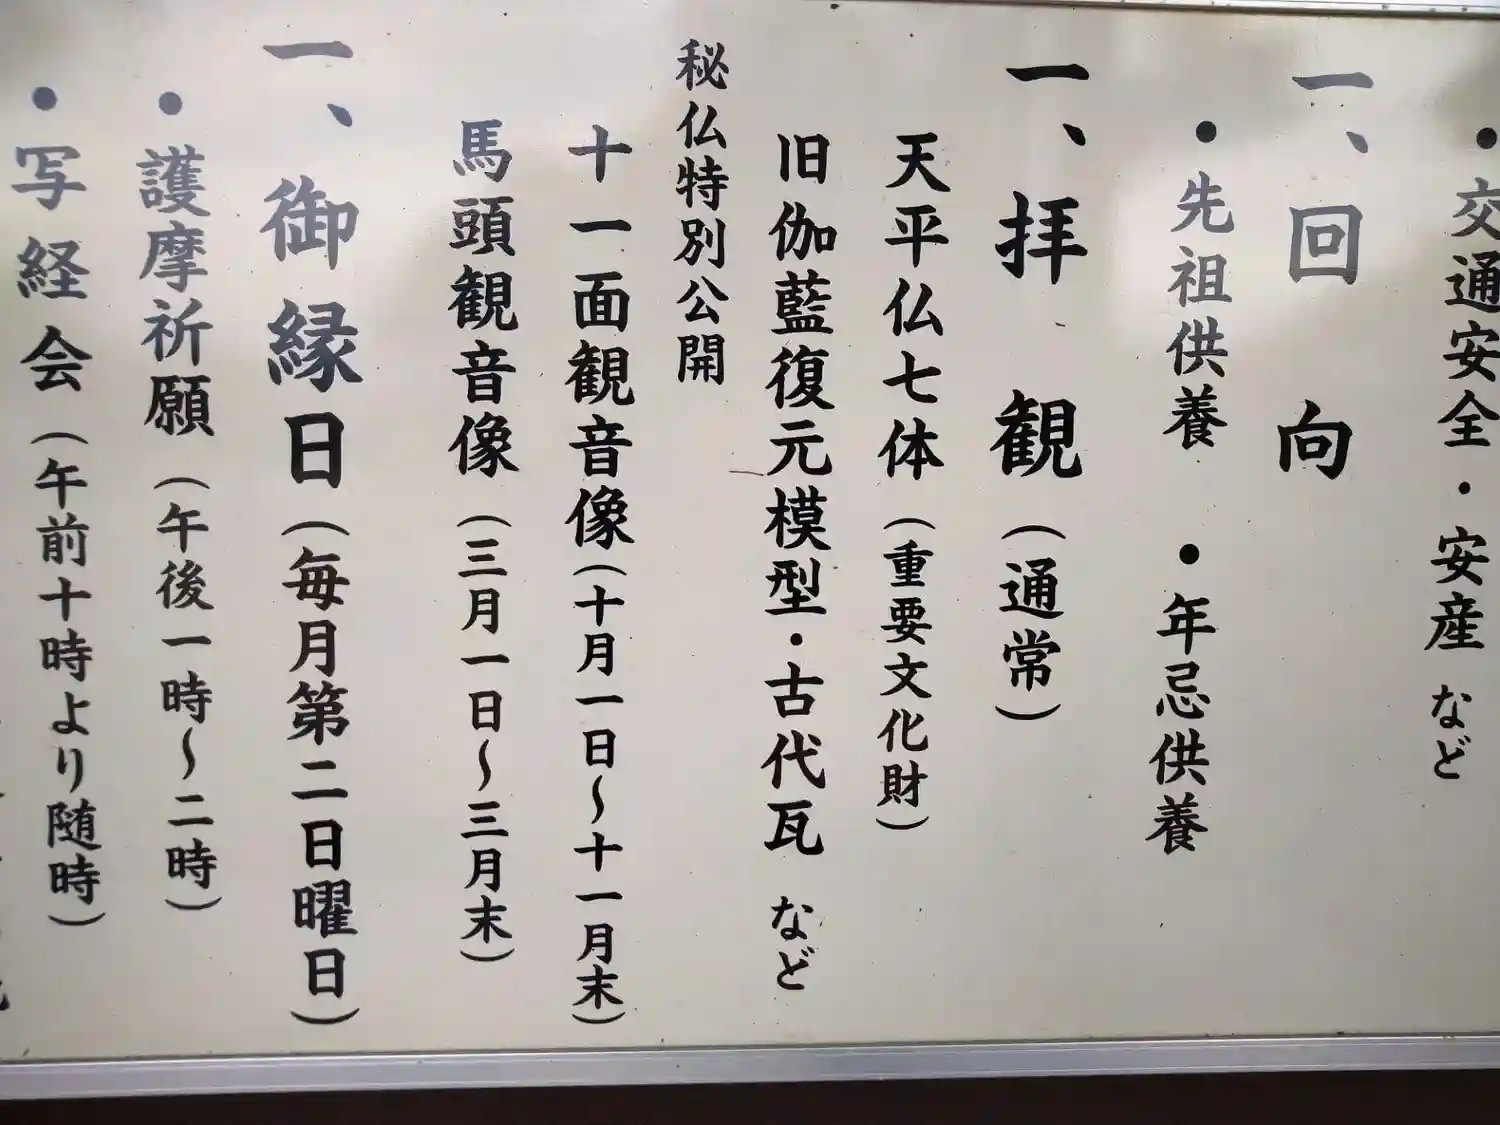 ・交通安全・安産 など
一、回向
・先祖供養 ・年忌供養
一、拝観（通常）
天平仏七体（重要文化財）
旧伽藍復元模型・古代瓦 など
秘仏特別公開
十一面観音像（十月一日～十一月末）
馬頭観音像（三月一日～三月末）
一、御縁日（毎月第二日曜日）
・護摩祈願（午後一時～二時）
・写経会（午前十時より随時）